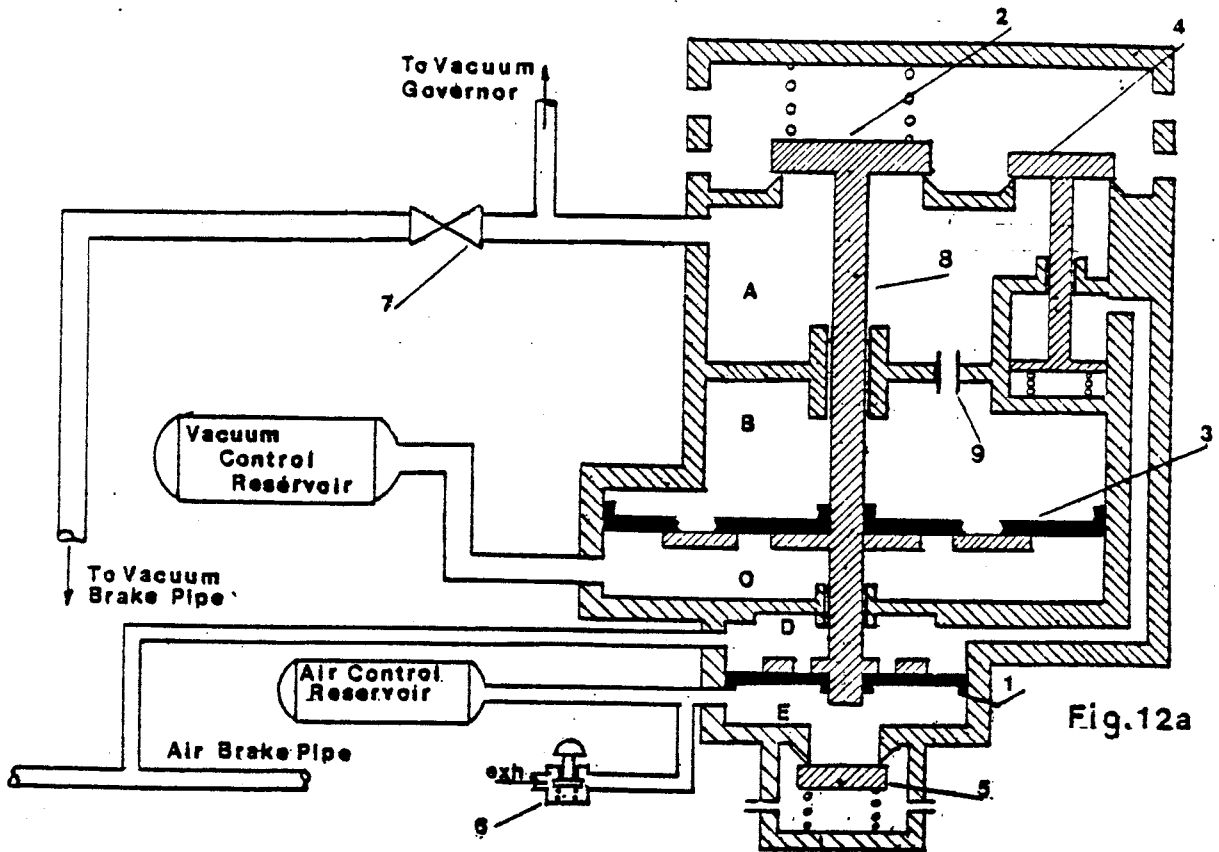 2
4
To Vacuum
Governor
7
8
A
B
9
3
Vacuum
Control
Reservoir
To Vacuum
Brake Pipe
C
D
Air Control
Reservoir
1
E
Fig.12a
Air Brake Pipe
exh
6
5